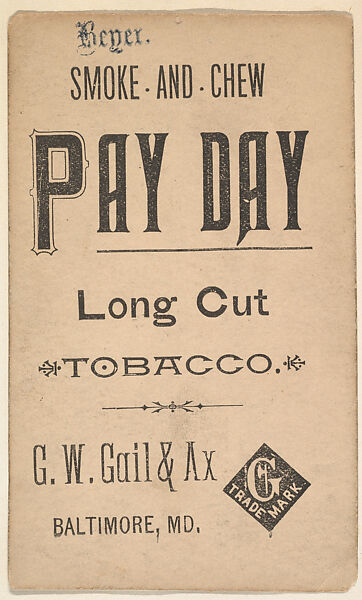 Beyer.
SMOKE · AND · CHEW
PAY DAY
Long Cut
TOBACCO.
G. W. Gail & Ax
BALTIMORE, MD.
G
TRADE MARK